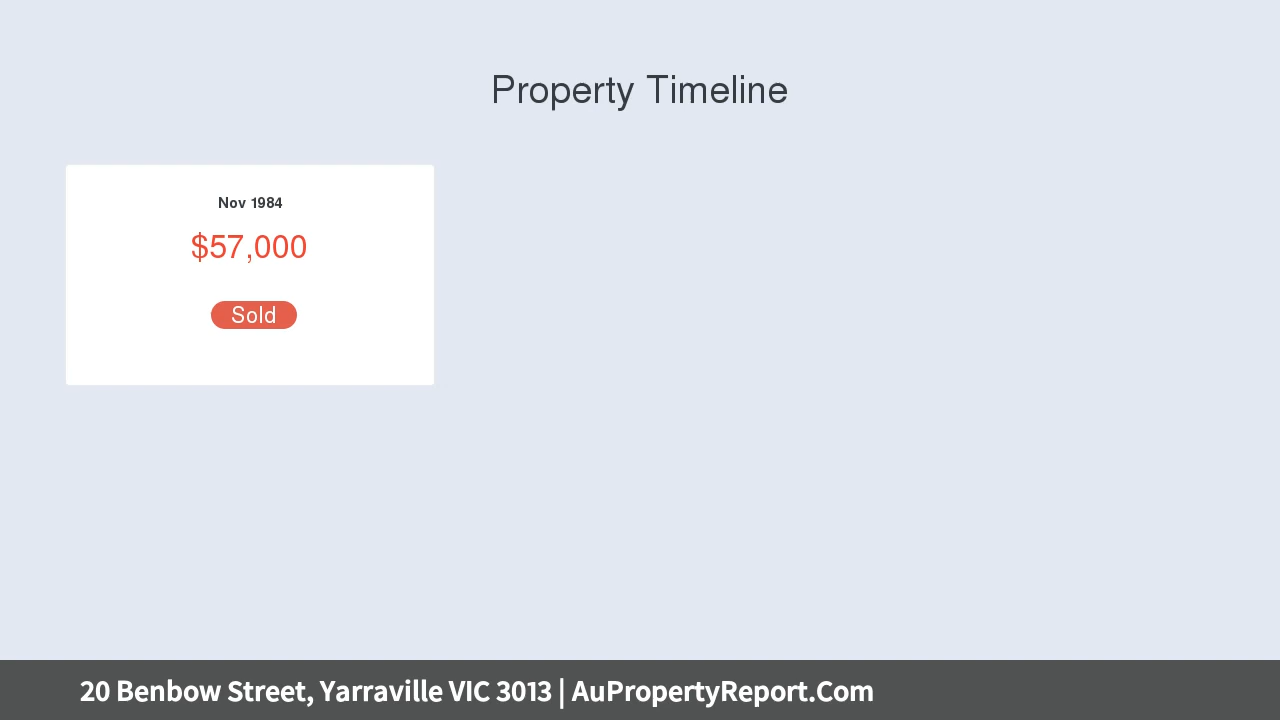 Property Timeline
Nov 1984
$57,000
Sold
20 Benbow Street, Yarraville VIC 3013 | AuPropertyReport.Com